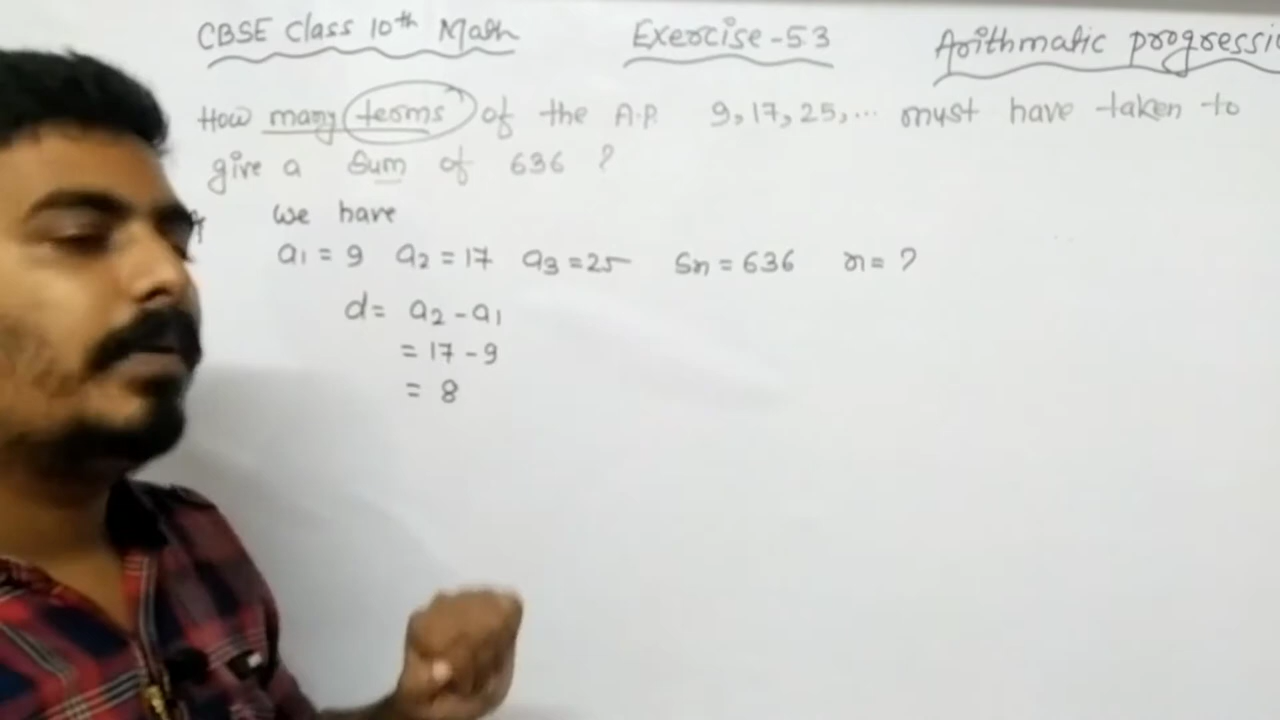 CBSE Class 10th Math Exercise-5.3 Arithmatic progressi
How many terms of the A.P. 9, 17, 25, ... must have taken to
give a Sum of 636 ?
we have
a1 = 9 a2 = 17 a3 = 25 Sn = 636 n = ?
d = a2 - a1
= 17 - 9
= 8